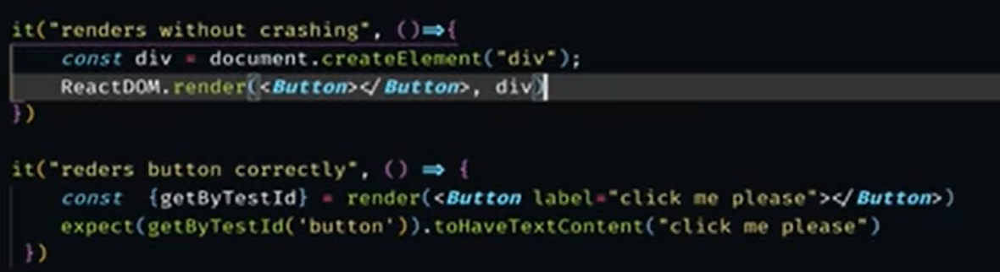 it("renders without crashing", ()=>{
const div = document.createElement("div");
ReactDOM.render(<Button></Button>, div)
})
it("reders button correctly", () => {
const {getByTestId} = render(<Button label="click me please"></Button>)
expect(getByTestId('button')).toHaveTextContent("click me please")
})